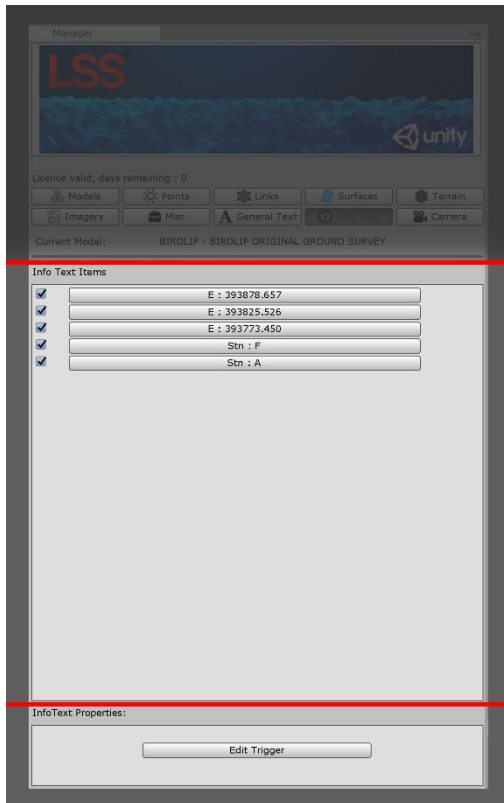 Manager
LSS
unity
Licence valid, days remaining : 0
Models Points Links Surfaces Terrain
Imagery Misc A General Text Info Text Camera
Current Model: BIRDLIP - BIRDLIP ORIGINAL GROUND SURVEY
Info Text Items
E : 393878.657
E : 393825.526
E : 393773.450
Stn : F
Stn : A
InfoText Properties:
Edit Trigger